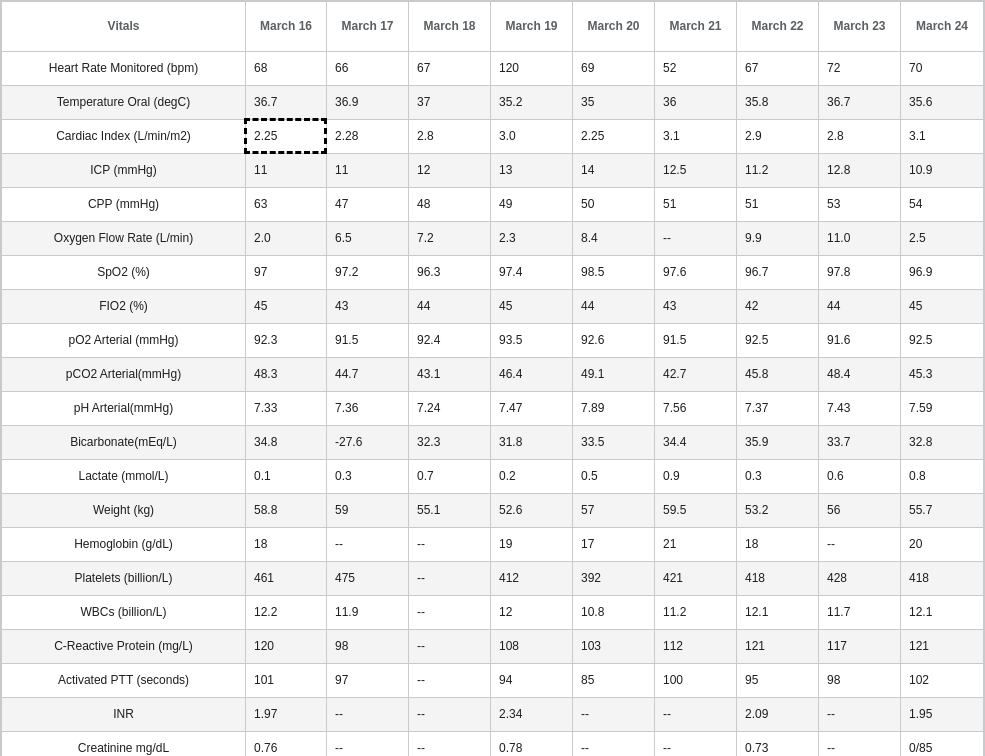 Vitals March 16 March 17 March 18 March 19 March 20 March 21 March 22 March 23 March 24
Heart Rate Monitored (bpm) 68 66 67 120 69 52 67 72 70
Temperature Oral (degC) 36.7 36.9 37 35.2 35 36 35.8 36.7 35.6
Cardiac Index (L/min/m2) 2.25 2.28 2.8 3.0 2.25 3.1 2.9 2.8 3.1
ICP (mmHg) 11 11 12 13 14 12.5 11.2 12.8 10.9
CPP (mmHg) 63 47 48 49 50 51 51 53 54
Oxygen Flow Rate (L/min) 2.0 6.5 7.2 2.3 8.4 -- 9.9 11.0 2.5
SpO2 (%) 97 97.2 96.3 97.4 98.5 97.6 96.7 97.8 96.9
FIO2 (%) 45 43 44 45 44 43 42 44 45
pO2 Arterial (mmHg) 92.3 91.5 92.4 93.5 92.6 91.5 92.5 91.6 92.5
pCO2 Arterial(mmHg) 48.3 44.7 43.1 46.4 49.1 42.7 45.8 48.4 45.3
pH Arterial(mmHg) 7.33 7.36 7.24 7.47 7.89 7.56 7.37 7.43 7.59
Bicarbonate(mEq/L) 34.8 -27.6 32.3 31.8 33.5 34.4 35.9 33.7 32.8
Lactate (mmol/L) 0.1 0.3 0.7 0.2 0.5 0.9 0.3 0.6 0.8
Weight (kg) 58.8 59 55.1 52.6 57 59.5 53.2 56 55.7
Hemoglobin (g/dL) 18 -- -- 19 17 21 18 -- 20
Platelets (billion/L) 461 475 -- 412 392 421 418 428 418
WBCs (billion/L) 12.2 11.9 -- 12 10.8 11.2 12.1 11.7 12.1
C-Reactive Protein (mg/L) 120 98 -- 108 103 112 121 117 121
Activated PTT (seconds) 101 97 -- 94 85 100 95 98 102
INR 1.97 -- -- 2.34 -- -- 2.09 -- 1.95
Creatinine mg/dL 0.76 -- -- 0.78 -- -- 0.73 -- 0/85